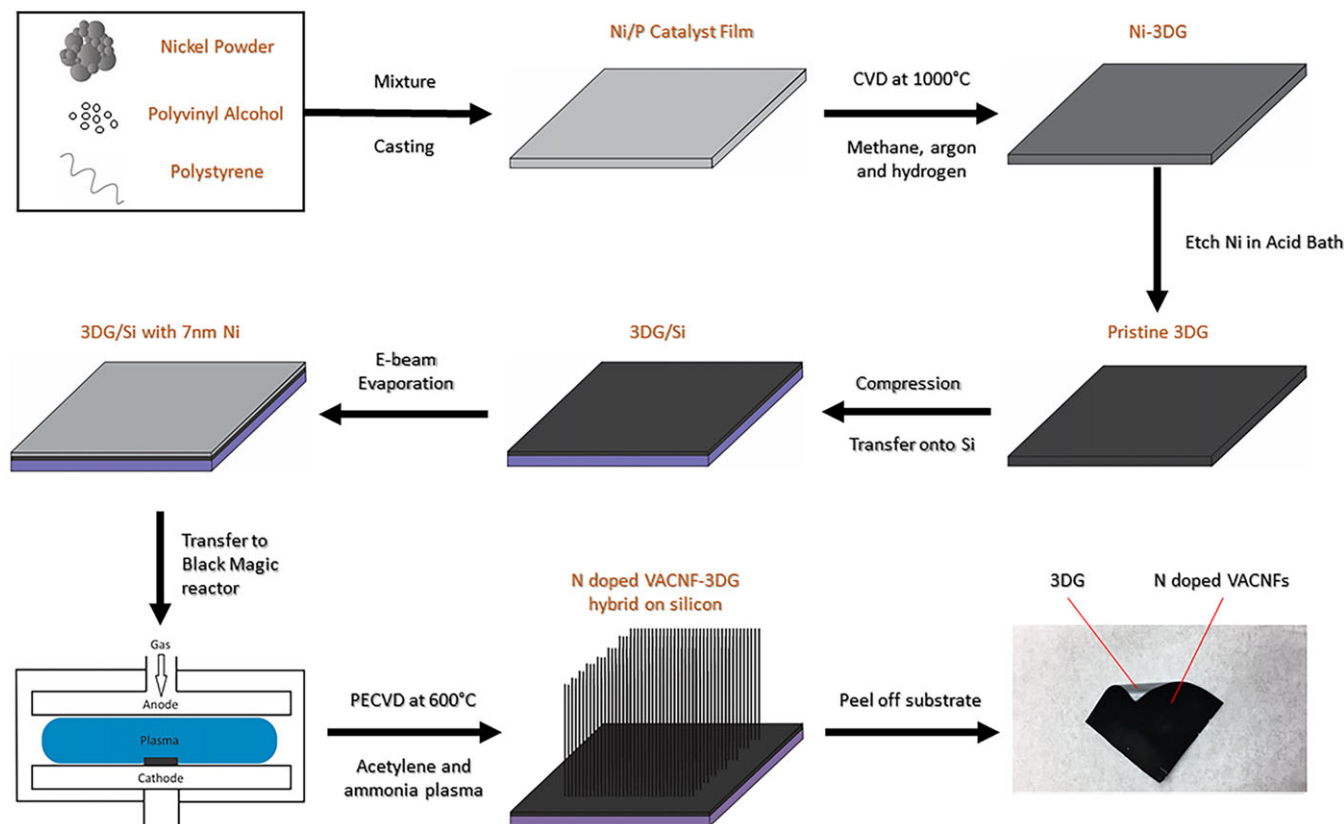 Nickel Powder
Polyvinyl Alcohol
Polystyrene
Mixture
Casting
Ni/P Catalyst Film
CVD at 1000°C
Methane, argon
and hydrogen
Ni-3DG
Etch Ni in Acid Bath
Pristine 3DG
Compression
Transfer onto Si
3DG/Si
E-beam
Evaporation
3DG/Si with 7nm Ni
Transfer to
Black Magic
reactor
Gas
Anode
Plasma
Cathode
PECVD at 600°C
Acetylene and
ammonia plasma
N doped VACNF-3DG
hybrid on silicon
Peel off substrate
3DG
N doped VACNFs